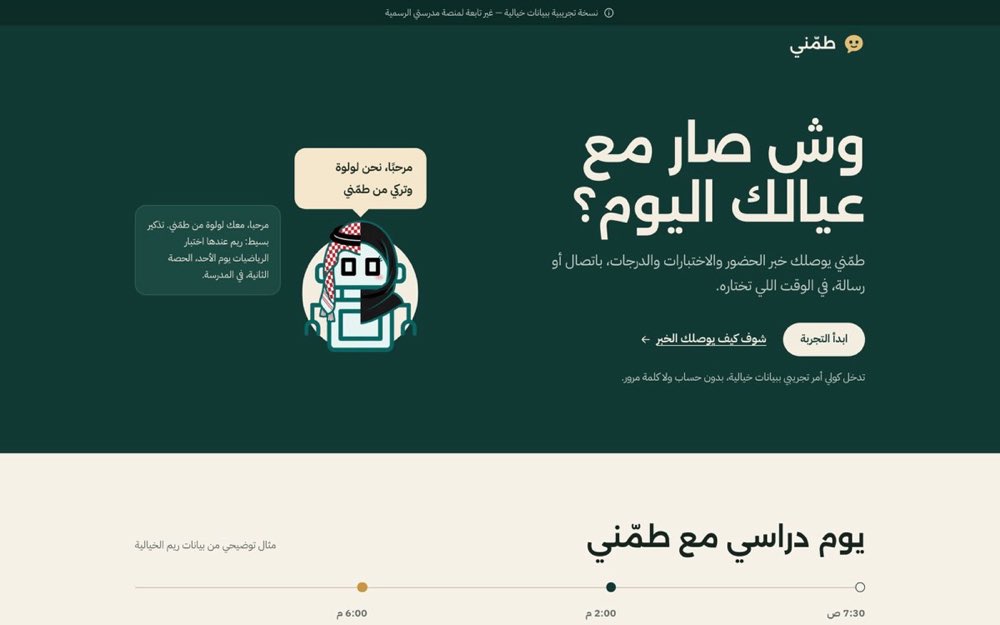 نسخة تجريبية ببيانات خيالية — غير تابعة لمنصة مدرستي الرسمية
طمّني
وش صار مع
عيالك اليوم؟
طمّني يوصلك خبر الحضور والاختبارات والدرجات، باتصال أو
رسالة، في الوقت اللي تختاره.
ابدأ التجربة
شوف كيف يوصلك الخبر ←
تدخل كولي أمر تجريبي ببيانات خيالية، بدون حساب ولا كلمة مرور.
مرحبًا، نحن لولوة
وتركي من طمّني
مرحبا، معك لولوة من طمّني. تذكير
بسيط: ريم عندها اختبار
الرياضيات يوم الأحد، الحصة
الثانية، في المدرسة.
يوم دراسي مع طمّني
مثال توضيحي من بيانات ريم الخيالية
7:30 ص
2:00 م
6:00 م